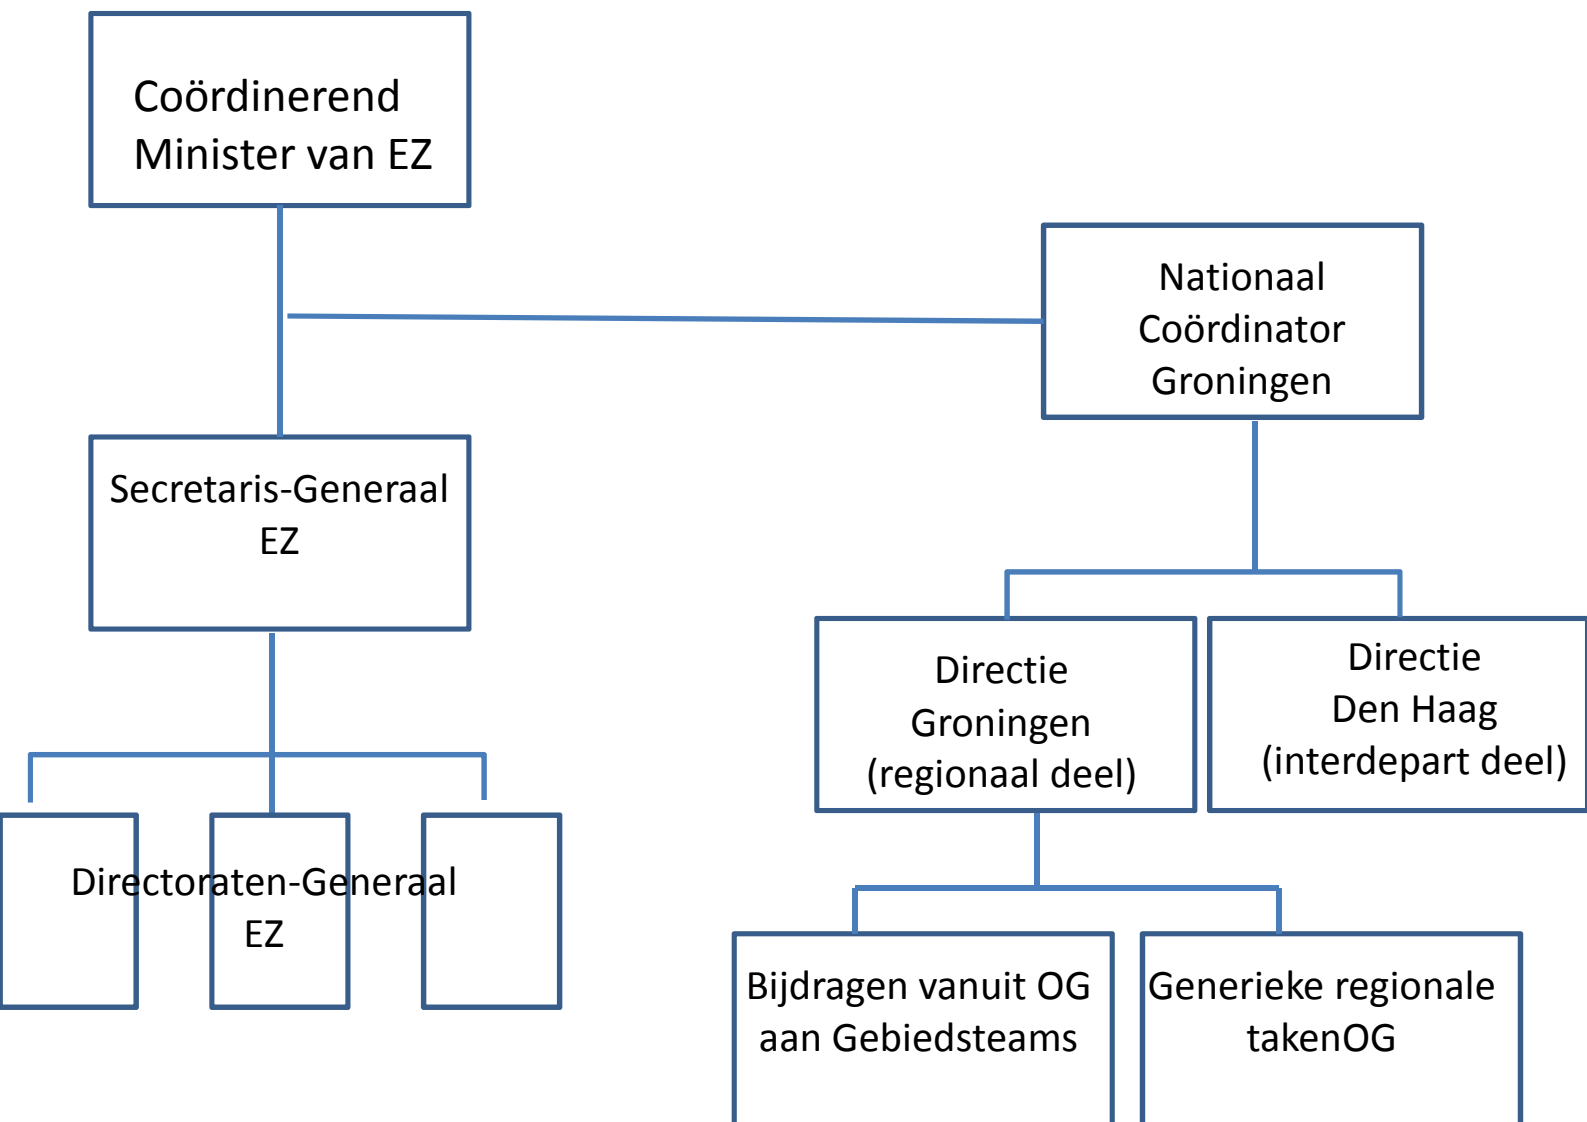 Coördinerend
Minister van EZ
Nationaal
Coördinator
Groningen
Secretaris-Generaal
EZ
Directie
Groningen
(regionaal deel)
Directie
Den Haag
(interdepart deel)
Directoraten-Generaal
EZ
Bijdragen vanuit OG
aan Gebiedsteams
Generieke regionale
takenOG